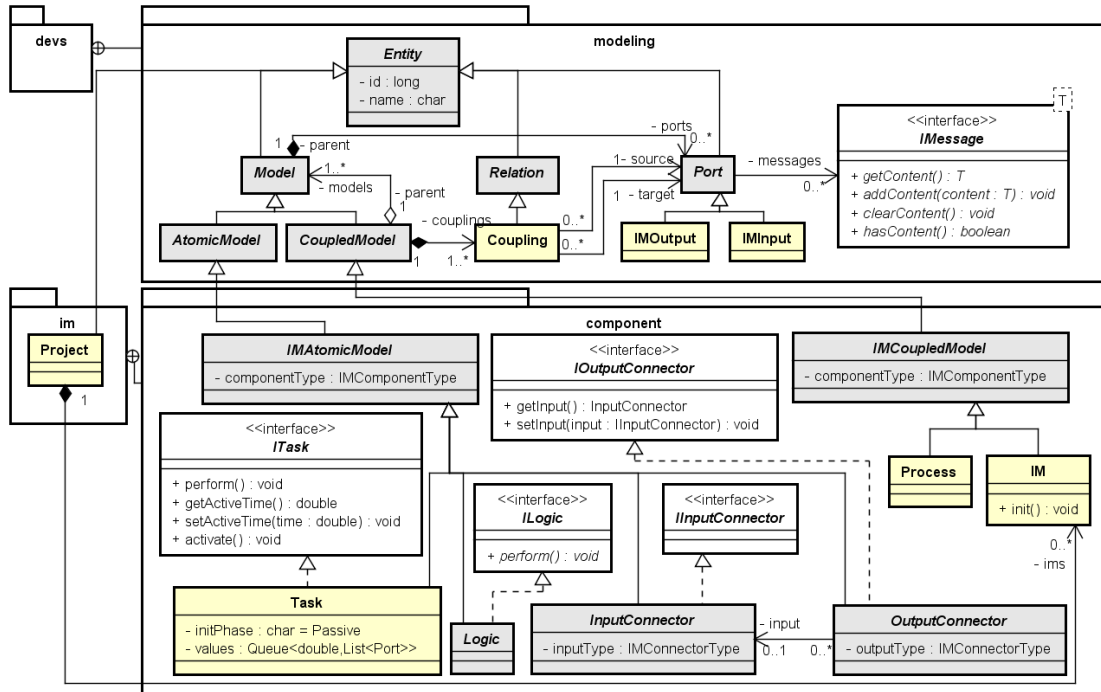 devs
modeling
Entity
- id : long
- name : char
T
<<interface>>
IMessage
+ getContent() : T
+ addContent(content : T) : void
+ clearContent() : void
+ hasContent() : boolean
1
- parent
- ports
0..*
Model
1..*
- models
- parent
1
Relation
1
- source
1
- target
Port
- messages
0..*
AtomicModel
CoupledModel
- couplings
1
1..*
Coupling
0..*
0..*
IMOutput
IMInput
im
Project
1
component
IMAtomicModel
- componentType : IMComponentType
<<interface>>
IOutputConnector
+ getInput() : InputConnector
+ setInput(input : IInputConnector) : void
IMCoupledModel
- componentType : IMComponentType
<<interface>>
ITask
+ perform() : void
+ getActiveTime() : double
+ setActiveTime(time : double) : void
+ activate() : void
Process
IM
+ init() : void
<<interface>>
ILogic
+ perform() : void
<<interface>>
IInputConnector
0..*
- ims
Task
- initPhase : char = Passive
- values : Queue<double,List<Port>>
Logic
InputConnector
- inputType : IMConnectorType
- input
0..1
0..*
OutputConnector
- outputType : IMConnectorType